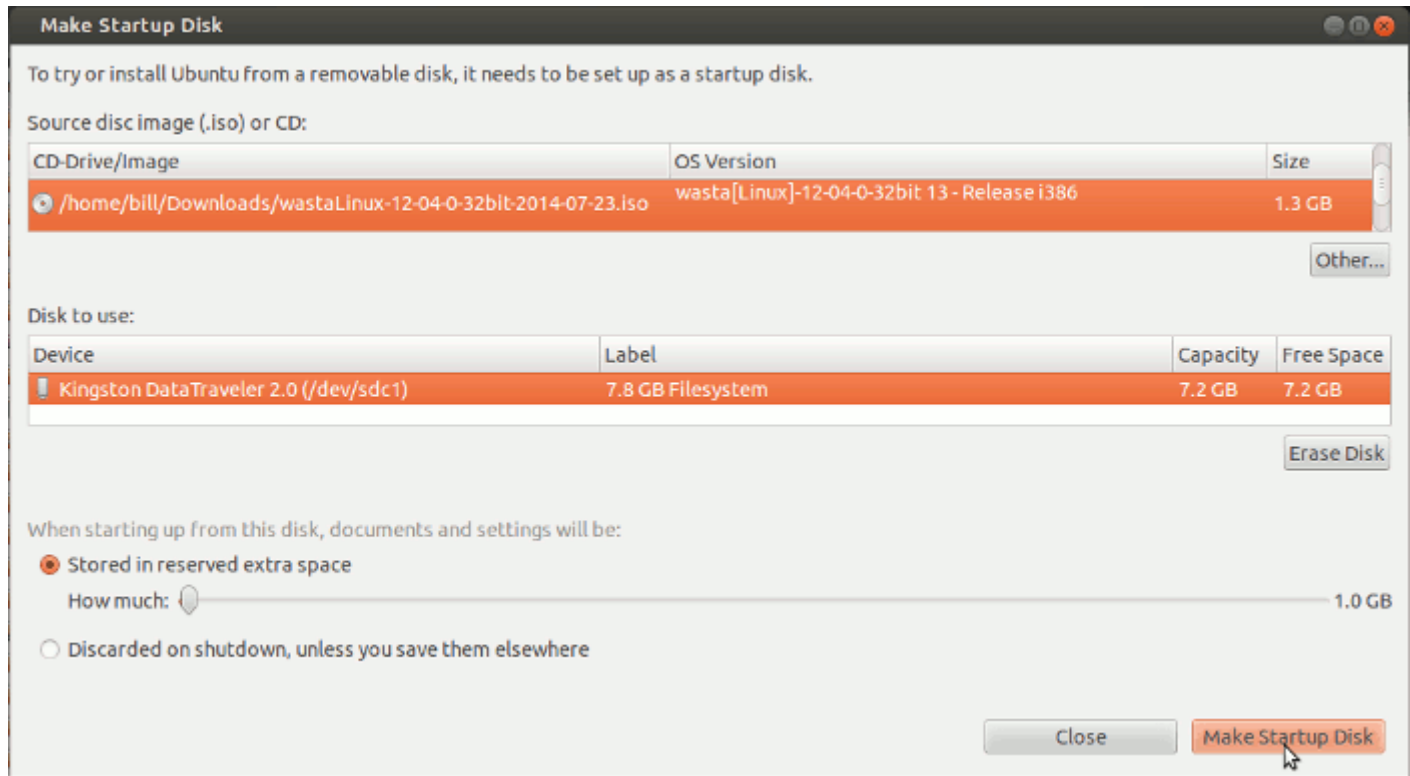 Make Startup Disk
To try or install Ubuntu from a removable disk, it needs to be set up as a startup disk.
Source disc image (.iso) or CD:
CD-Drive/Image OS Version Size
/home/bill/Downloads/wastaLinux-12-04-0-32bit-2014-07-23.iso wasta[Linux]-12-04-0-32bit 13 - Release i386 1.3 GB
Other...
Disk to use:
Device Label Capacity Free Space
Kingston DataTraveler 2.0 (/dev/sdc1) 7.8 GB Filesystem 7.2 GB 7.2 GB
Erase Disk
When starting up from this disk, documents and settings will be:
Stored in reserved extra space
How much: 1.0 GB
Discarded on shutdown, unless you save them elsewhere
Close Make Startup Disk